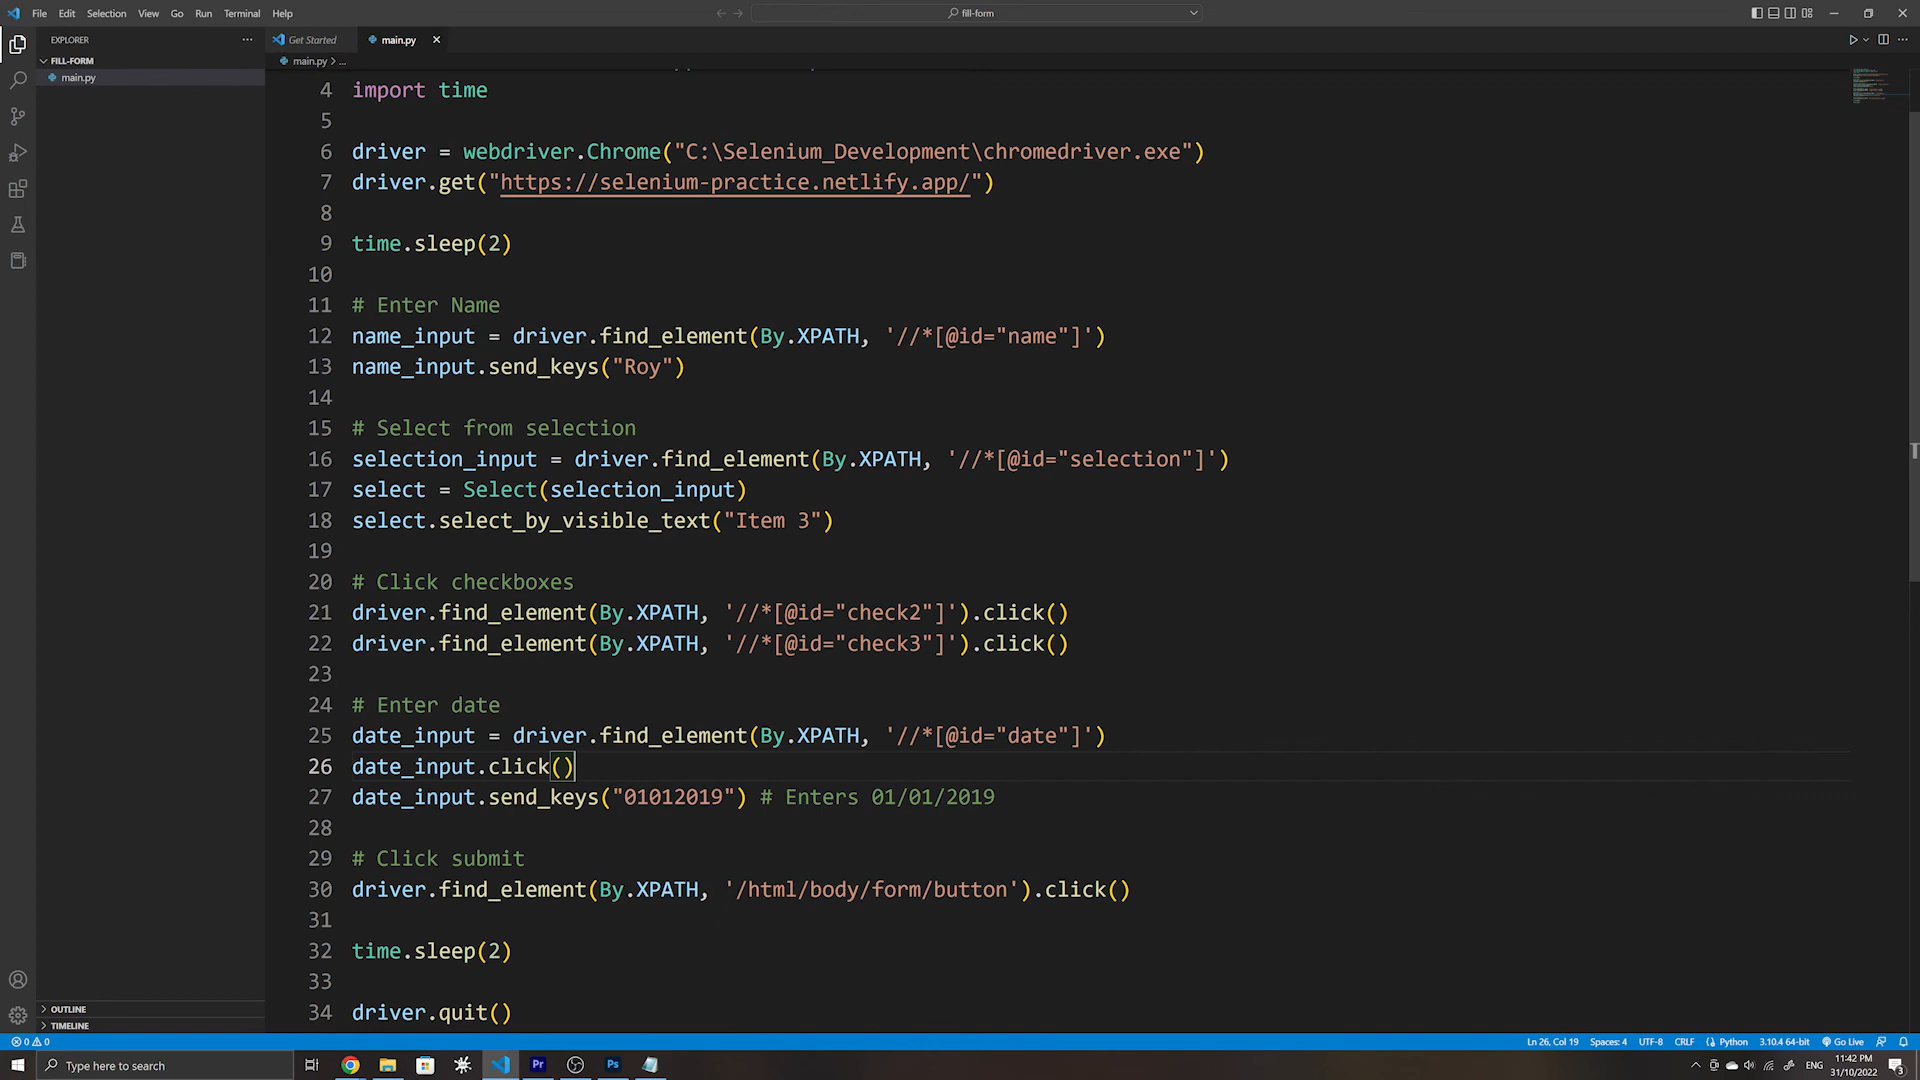 File Edit Selection View Go Run Terminal Help
fill-form
EXPLORER
Get Started
main.py
FILL-FORM
main.py > ...
main.py
4 import time
5
6 driver = webdriver.Chrome("C:\Selenium_Development\chromedriver.exe")
7 driver.get("https://selenium-practice.netlify.app/")
8
9 time.sleep(2)
10
11 # Enter Name
12 name_input = driver.find_element(By.XPATH, '//*[@id="name"]')
13 name_input.send_keys("Roy")
14
15 # Select from selection
16 selection_input = driver.find_element(By.XPATH, '//*[@id="selection"]')
17 select = Select(selection_input)
18 select.select_by_visible_text("Item 3")
19
20 # Click checkboxes
21 driver.find_element(By.XPATH, '//*[@id="check2"]').click()
22 driver.find_element(By.XPATH, '//*[@id="check3"]').click()
23
24 # Enter date
25 date_input = driver.find_element(By.XPATH, '//*[@id="date"]')
26 date_input.click()
27 date_input.send_keys("01012019") # Enters 01/01/2019
28
29 # Click submit
30 driver.find_element(By.XPATH, '/html/body/form/button').click()
31
32 time.sleep(2)
33
34 driver.quit()
OUTLINE
TIMELINE
0 0
Ln 26, Col 19 Spaces: 4 UTF-8 CRLF Python 3.10.4 64-bit Go Live
Type here to search
Pr
Ps
ENG
11:42 PM
31/10/2022
3